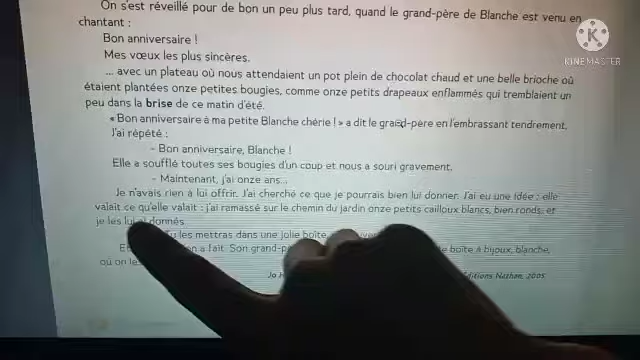 On s'est réveillé pour de bon un peu plus tard, quand le grand-père de Blanche est venu en
chantant :
Bon anniversaire !
Mes vœux les plus sincères.
... avec un plateau où nous attendaient un pot plein de chocolat chaud et une belle brioche où
étaient plantées onze petites bougies, comme onze petits drapeaux enflammés qui tremblaient un
peu dans la brise de ce matin d'été.
« Bon anniversaire à ma petite Blanche chérie ! » a dit le grand-père en l'embrassant tendrement.
J'ai répété :
- Bon anniversaire, Blanche !
Elle a soufflé toutes ses bougies d'un coup et nous a souri gravement.
- Maintenant, j'ai onze ans...
Je n'avais rien à lui offrir. J'ai cherché ce que je pourrais bien lui donner. J'ai eu une idée : elle
valait ce qu'elle valait : j'ai ramassé sur le chemin du jardin onze petits cailloux blancs, bien ronds, et
je les lui ai donnés
les mettras dans une jolie boîte
a fait. Son grand-p boîte à bijoux, blanche,
où on le
Jo Éditions Nathan, 2005
KINEMASTER